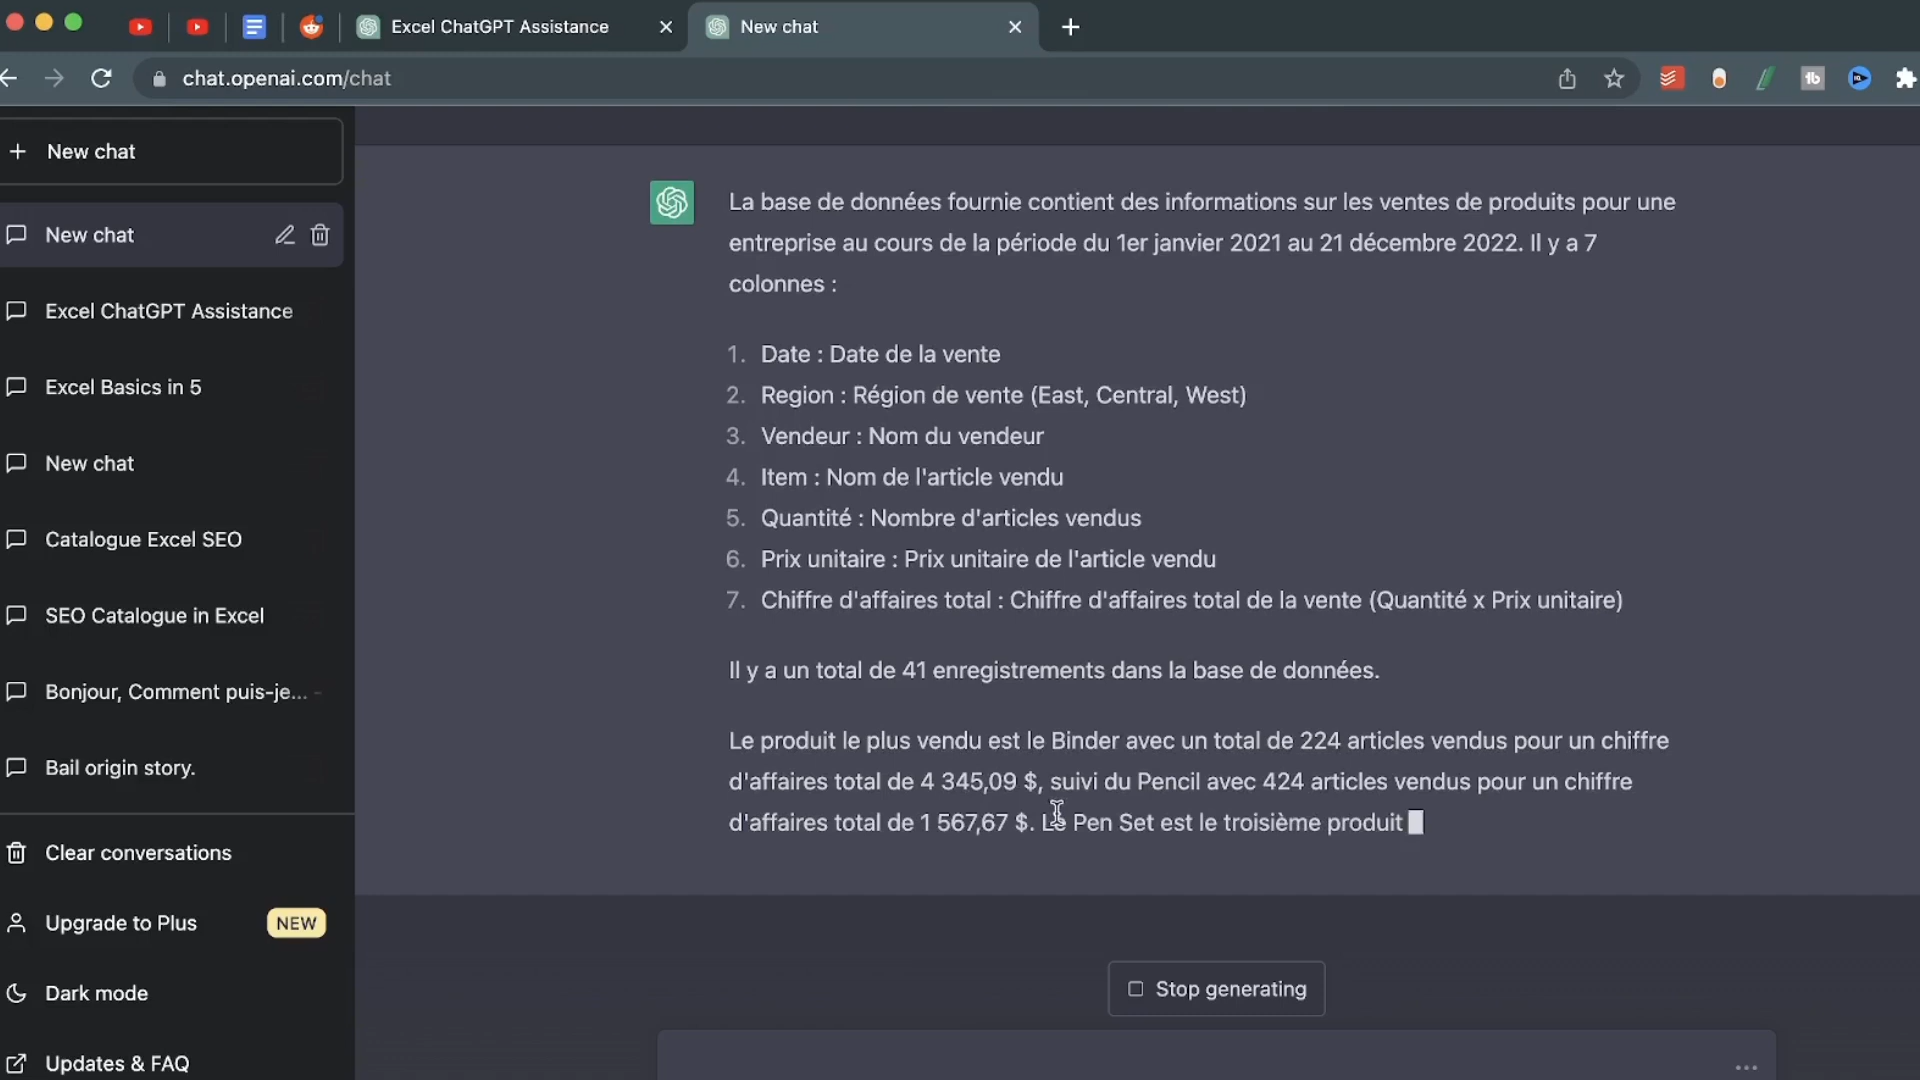 Excel ChatGPT Assistance
New chat
chat.openai.com/chat
New chat
New chat
Excel ChatGPT Assistance
Excel Basics in 5
New chat
Catalogue Excel SEO
SEO Catalogue in Excel
Bonjour, Comment puis-je...
Bail origin story.
Clear conversations
Upgrade to Plus NEW
Dark mode
Updates & FAQ
La base de données fournie contient des informations sur les ventes de produits pour une
entreprise au cours de la période du 1er janvier 2021 au 21 décembre 2022. Il y a 7
colonnes :
1. Date : Date de la vente
2. Region : Région de vente (East, Central, West)
3. Vendeur : Nom du vendeur
4. Item : Nom de l'article vendu
5. Quantité : Nombre d'articles vendus
6. Prix unitaire : Prix unitaire de l'article vendu
7. Chiffre d'affaires total : Chiffre d'affaires total de la vente (Quantité x Prix unitaire)
Il y a un total de 41 enregistrements dans la base de données.
Le produit le plus vendu est le Binder avec un total de 224 articles vendus pour un chiffre
d'affaires total de 4 345,09 $, suivi du Pencil avec 424 articles vendus pour un chiffre
d'affaires total de 1 567,67 $. Le Pen Set est le troisième produit
Stop generating